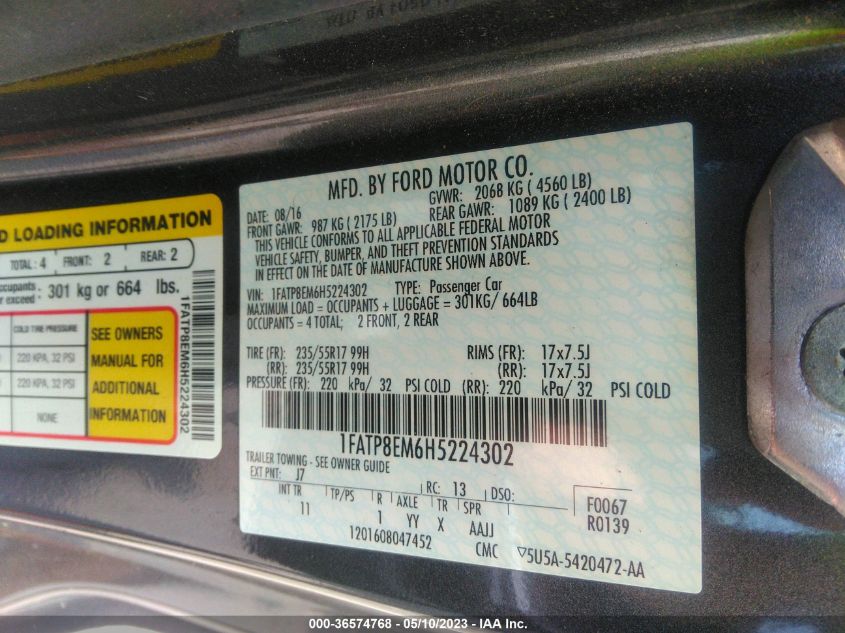 D LOADING INFORMATION
TOTAL: 4 FRONT: 2 REAR: 2
exceed: 301 kg or 664 lbs.
COLD TIRE PRESSURE
220 KPA, 32 PSI
220 KPA, 32 PSI
NONE
SEE OWNERS
MANUAL FOR
ADDITIONAL
INFORMATION
1FATP8EM6H5224302
MFD. BY FORD MOTOR CO.
DATE: 08/16 GVWR: 2068 KG ( 4560 LB)
FRONT GAWR: 987 KG ( 2175 LB) REAR GAWR: 1089 KG ( 2400 LB)
THIS VEHICLE CONFORMS TO ALL APPLICABLE FEDERAL MOTOR
VEHICLE SAFETY, BUMPER, AND THEFT PREVENTION STANDARDS
IN EFFECT ON THE DATE OF MANUFACTURE SHOWN ABOVE.
VIN: 1FATP8EM6H5224302 TYPE: Passenger Car
MAXIMUM LOAD = OCCUPANTS + LUGGAGE = 301KG/ 664LB
OCCUPANTS = 4 TOTAL; 2 FRONT, 2 REAR
TIRE (FR): 235/55R17 99H RIMS (FR): 17x7.5J
(RR): 235/55R17 99H (RR): 17x7.5J
PRESSURE (FR): 220 kPa/ 32 PSI COLD (RR): 220 kPa/ 32 PSI COLD
1FATP8EM6H5224302
TRAILER TOWING - SEE OWNER GUIDE
EXT PNT: J7 RC: 13 DSO: F0067
INT TR TP/PS R AXLE TR SPR R0139
11 1 YY X AAJJ
1201608047452 CMC ▽5U5A-5420472-AA
000-36574768 - 05/10/2023 - IAA Inc.